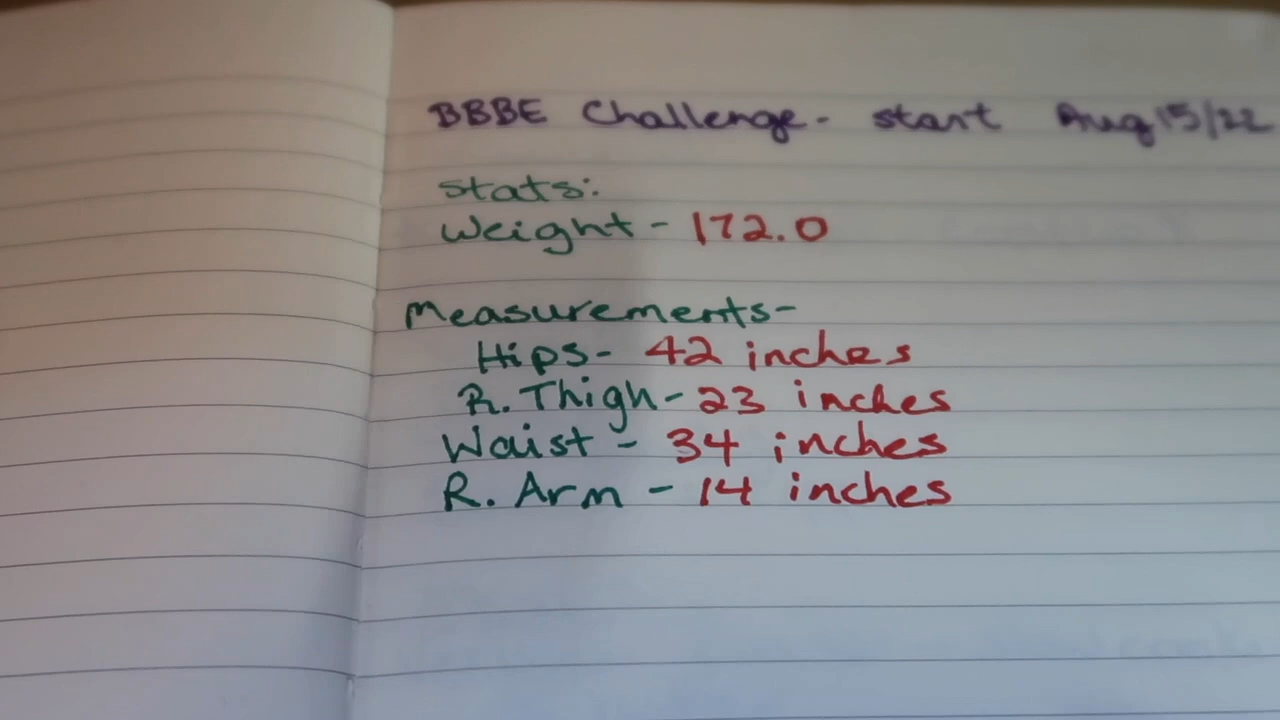 BBBE Challenge - start Aug 15/22
Stats:
Weight - 172.0
Measurements-
Hips- 42 inches
R. Thigh- 23 inches
Waist - 34 inches
R. Arm - 14 inches